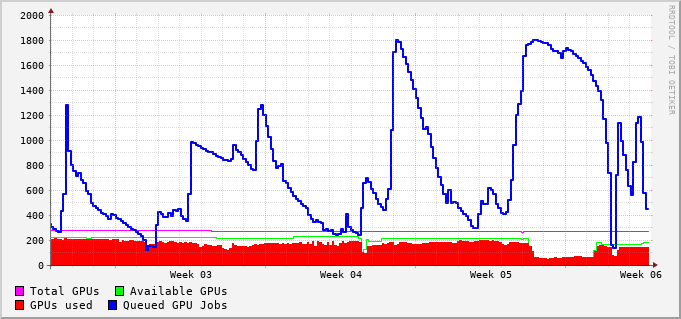 2000
1800
1600
1400
1200
1000
800
600
400
200
0
Week 03 Week 04 Week 05 Week 06
Total GPUs Available GPUs
GPUs used Queued GPU Jobs
RRDTOOL / TOBI OETIKER